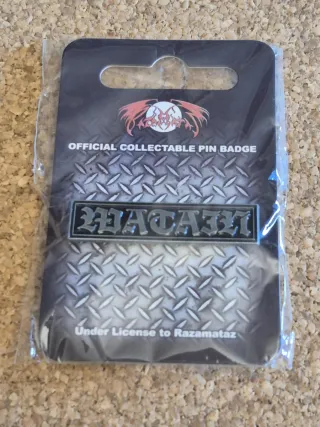 OFFICIAL COLLECTABLE PIN BADGE
WATAIN
Under License to Razamataz